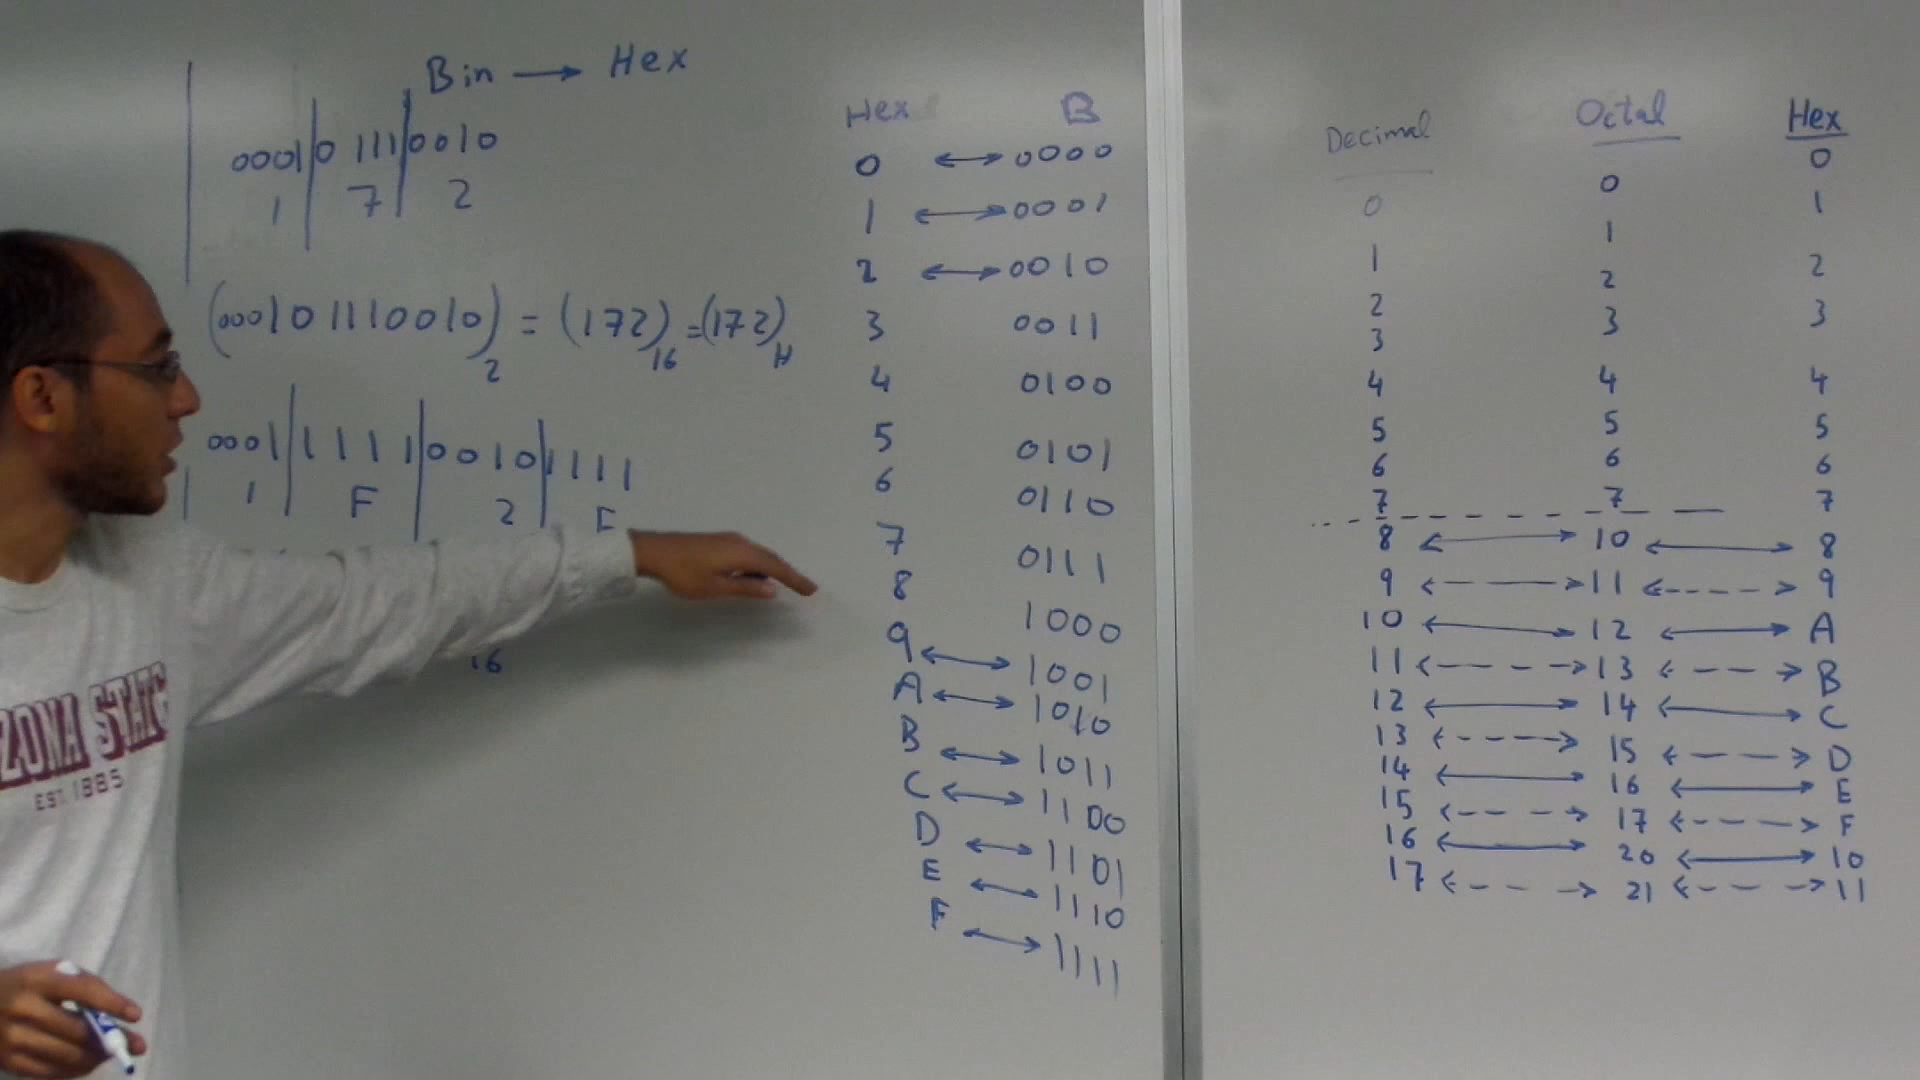 Bin → Hex
0001|0 111|0010
1 7 2
(000101110010)2 = (172)16 = (172)H
0001|1111|0010|1111
1 F 2 F
16
ZONA STATE
EST. 1885
Hex B
0 ↔ 0000
1 ↔ 0001
2 ↔ 0010
3 0011
4 0100
5 0101
6 0110
7 0111
8 1000
9 ↔ 1001
A ↔ 1010
B ↔ 1011
C ↔ 1100
D ↔ 1101
E ↔ 1110
F ↔ 1111
Decimal Octal Hex
0 0 0
1 1 1
2 2 2
3 3 3
4 4 4
5 5 5
6 6 6
7 7 7
8 ↔ 10 ↔ 8
9 ↔ 11 ↔ 9
10 ↔ 12 ↔ A
11 ↔ 13 ↔ B
12 ↔ 14 ↔ C
13 ↔ 15 ↔ D
14 ↔ 16 ↔ E
15 ↔ 17 ↔ F
16 ↔ 20 ↔ 10
17 ↔ 21 ↔ 11